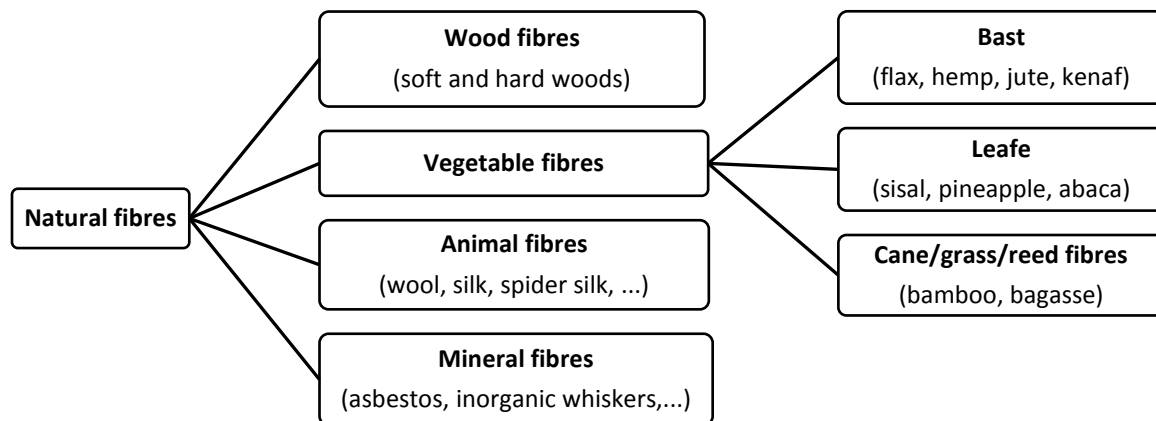 Natural fibres
Wood fibres
(soft and hard woods)
Vegetable fibres
Animal fibres
(wool, silk, spider silk, ...)
Mineral fibres
(asbestos, inorganic whiskers,...)
Bast
(flax, hemp, jute, kenaf)
Leafe
(sisal, pineapple, abaca)
Cane/grass/reed fibres
(bamboo, bagasse)